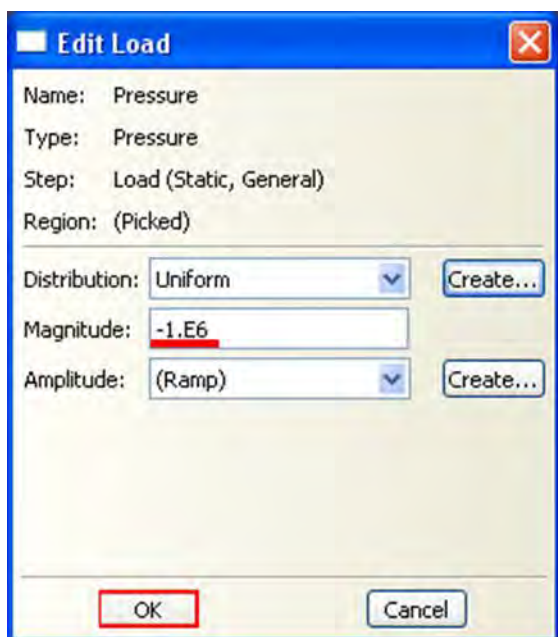 Edit Load
Name: Pressure
Type: Pressure
Step: Load (Static, General)
Region: (Picked)
Distribution: Uniform Create...
Magnitude: -1.E6
Amplitude: (Ramp) Create...
OK Cancel